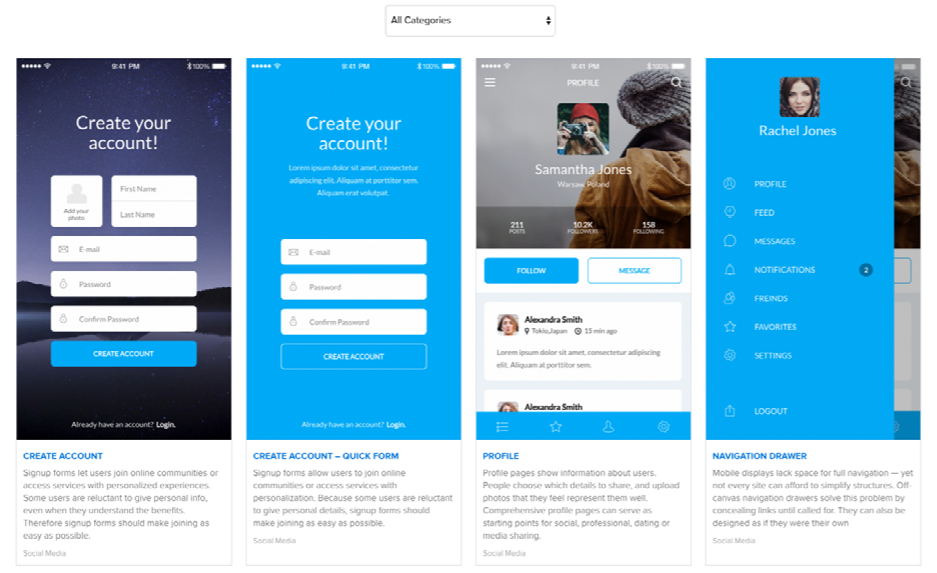 All Categories
9:41 PM
100%
Create your
account!
Add your
photo
First Name
Last Name
E-mail
Password
Confirm Password
CREATE ACCOUNT
Already have an account? Login.
CREATE ACCOUNT
Signup forms let users join online communities or
access services with personalized experiences.
Some users are reluctant to give personal info,
even when they understand the benefits.
Therefore signup forms should make joining as
easy as possible.
Social Media
9:41 PM
100%
Create your
account!
Lorem ipsum dolor sit amet, consectetur
adipiscing elit. Aliquam at porttitor sem.
Aliquam erat volutpat.
E-mail
Password
Confirm Password
CREATE ACCOUNT
Already have an account? Login.
CREATE ACCOUNT – QUICK FORM
Signup forms allow users to join online
communities or access services with
personalization. Because some users are reluctant
to give personal details, signup forms should
make joining as easy as possible.
Social Media
9:41 PM
100%
PROFILE
Samantha Jones
Warsaw, Poland
211 10.2K 158
POSTS FOLLOWERS FOLLOWING
FOLLOW MESSAGE
Alexandra Smith
Tokio,Japan 15 min ago
Lorem ipsum dolor sit amet, consectetur adipiscing
elit. Aliquam at porttitor sem.
Alexandra Smith
PROFILE
Profile pages show information about users.
People choose which details to share, and upload
photos that they feel represent them well.
Comprehensive profile pages can serve as
starting points for social, professional, dating or
media sharing.
Social Media
Rachel Jones
PROFILE
FEED
MESSAGES
NOTIFICATIONS 2
FREINDS
FAVORITES
SETTINGS
LOGOUT
NAVIGATION DRAWER
Mobile displays lack space for full navigation — yet
not every site can afford to simplify structures. Off-
canvas navigation drawers solve this problem by
concealing links until called for. They can also be
designed as if they were their own
Social Media